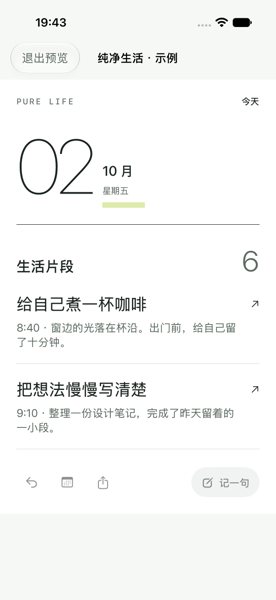 19:43
退出预览
纯净生活 · 示例
PURE LIFE
今天
02
10 月
星期五
生活片段
6
给自己煮一杯咖啡
8:40 · 窗边的光落在杯沿。出门前，给自己留
了十分钟。
把想法慢慢写清楚
9:10 · 整理一份设计笔记，完成了昨天留着的
一小段。
记一句